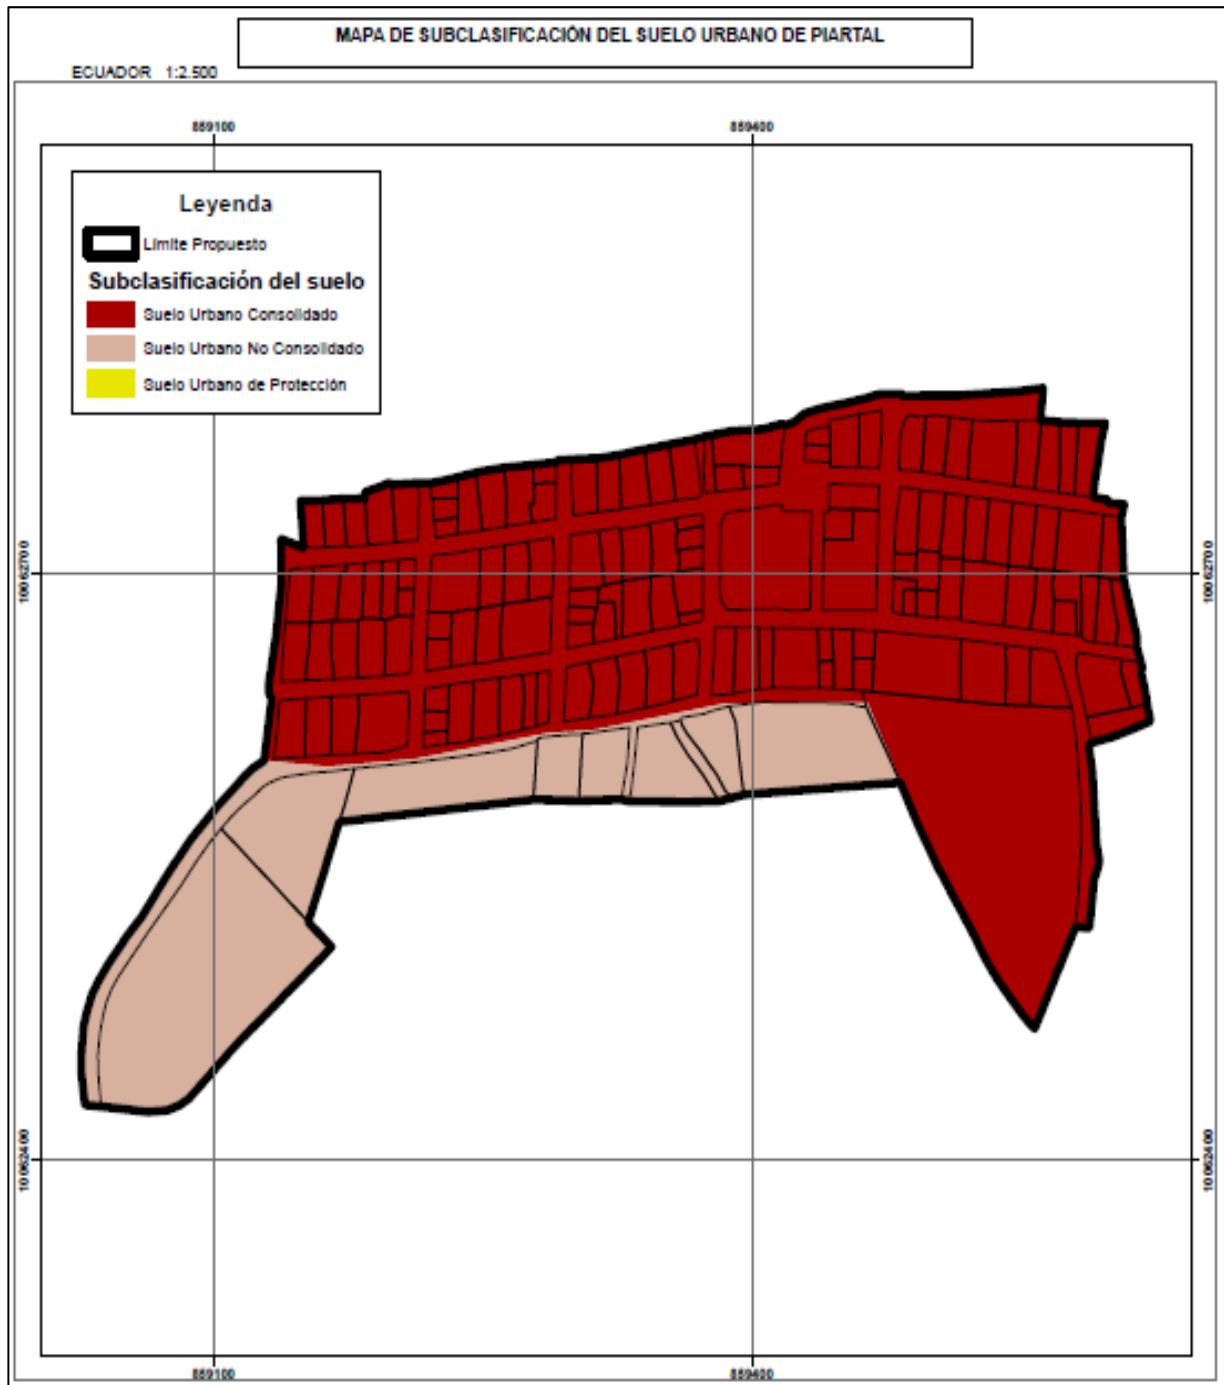 MAPA DE SUBCLASIFICACIÓN DEL SUELO URBANO DE PIARTAL
ECUADOR 1:2.500
859100 859400
Leyenda
Límite Propuesto
Subclasificación del suelo
Suelo Urbano Consolidado
Suelo Urbano No Consolidado
Suelo Urbano de Protección
10062700 10062700
10062400 10062400
859100 859400